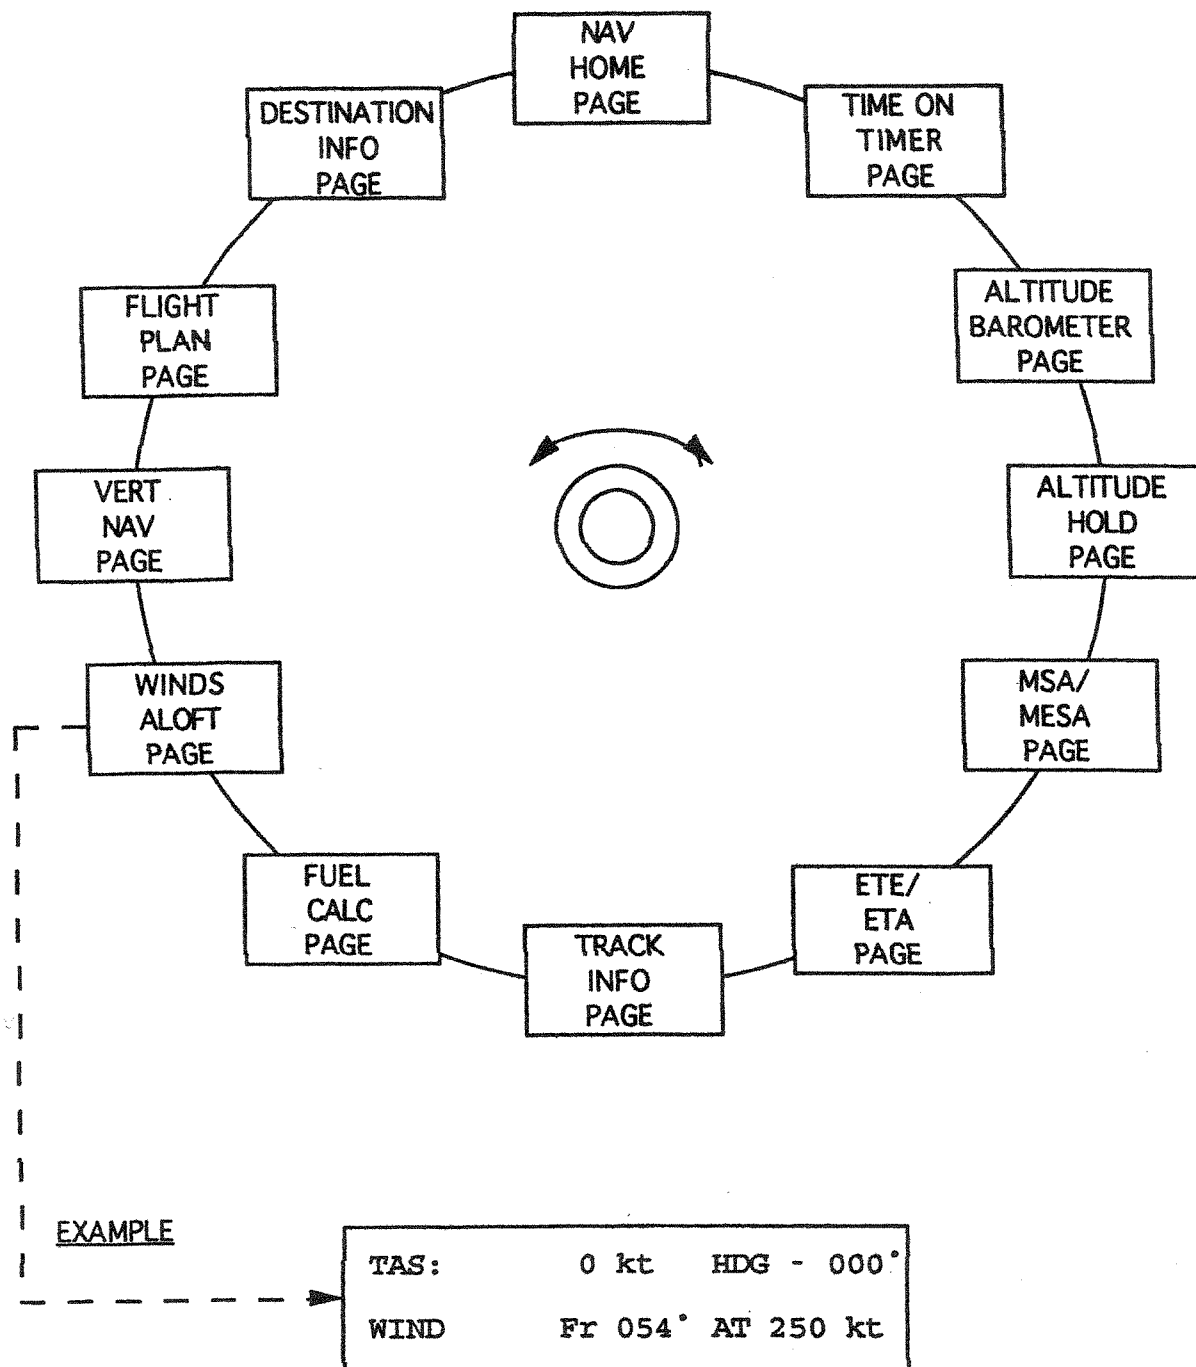 NAV
HOME
PAGE
TIME ON
TIMER
PAGE
ALTITUDE
BAROMETER
PAGE
ALTITUDE
HOLD
PAGE
MSA/
MESA
PAGE
ETE/
ETA
PAGE
TRACK
INFO
PAGE
FUEL
CALC
PAGE
WINDS
ALOFT
PAGE
VERT
NAV
PAGE
FLIGHT
PLAN
PAGE
DESTINATION
INFO
PAGE
EXAMPLE
TAS: 0 kt HDG - 000°
WIND Fr 054° AT 250 kt